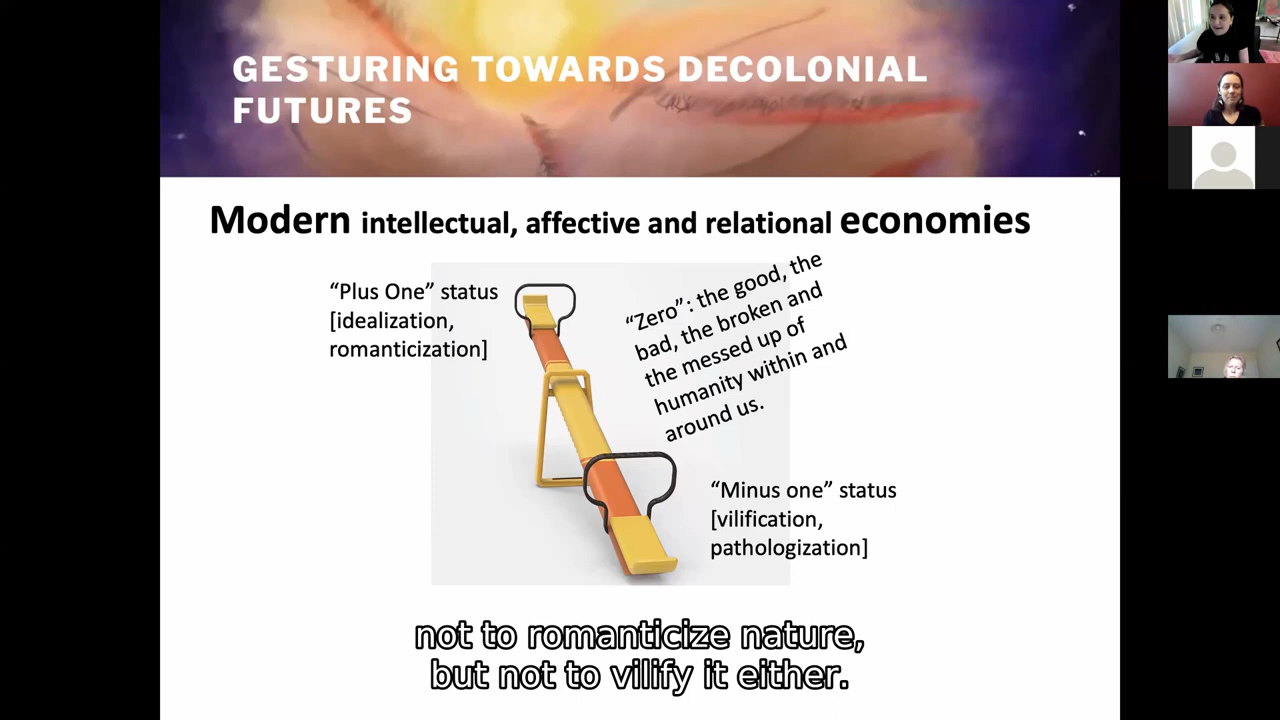 GESTURING TOWARDS DECOLONIAL
FUTURES
Modern intellectual, affective and relational economies
“Plus One” status
[idealization,
romanticization]
“Zero”: the good, the
bad, the broken and
the messed up of
humanity within and
around us.
“Minus one” status
[vilification,
pathologization]
not to romanticize nature,
but not to vilify it either.